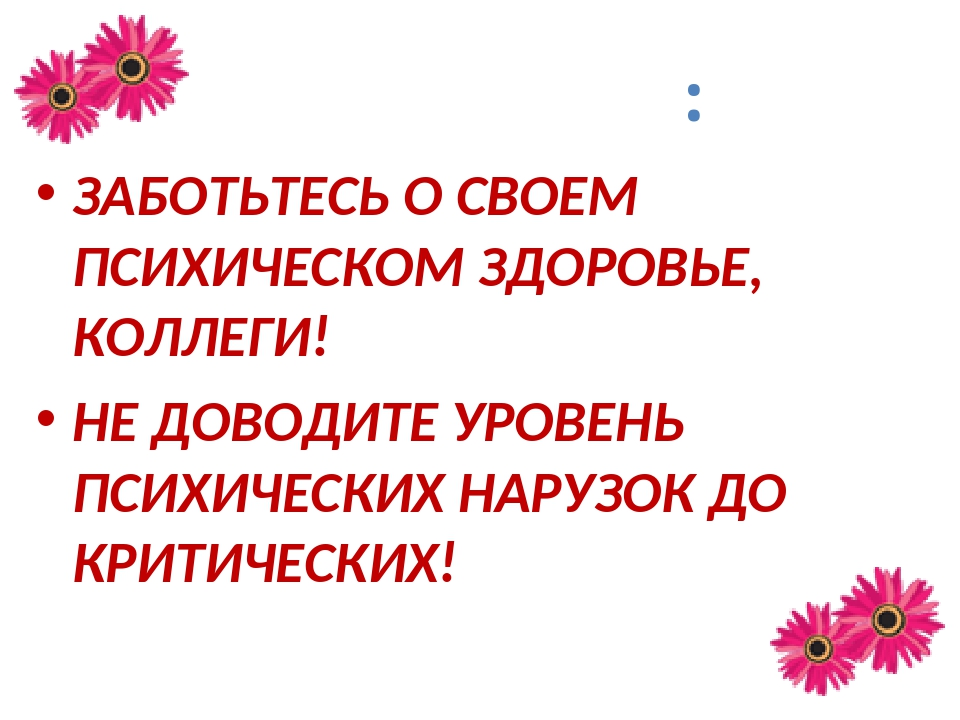 :
• ЗАБОТЬТЕСЬ О СВОЕМ
ПСИХИЧЕСКОМ ЗДОРОВЬЕ,
КОЛЛЕГИ!
• НЕ ДОВОДИТЕ УРОВЕНЬ
ПСИХИЧЕСКИХ НАРУЗОК ДО
КРИТИЧЕСКИХ!